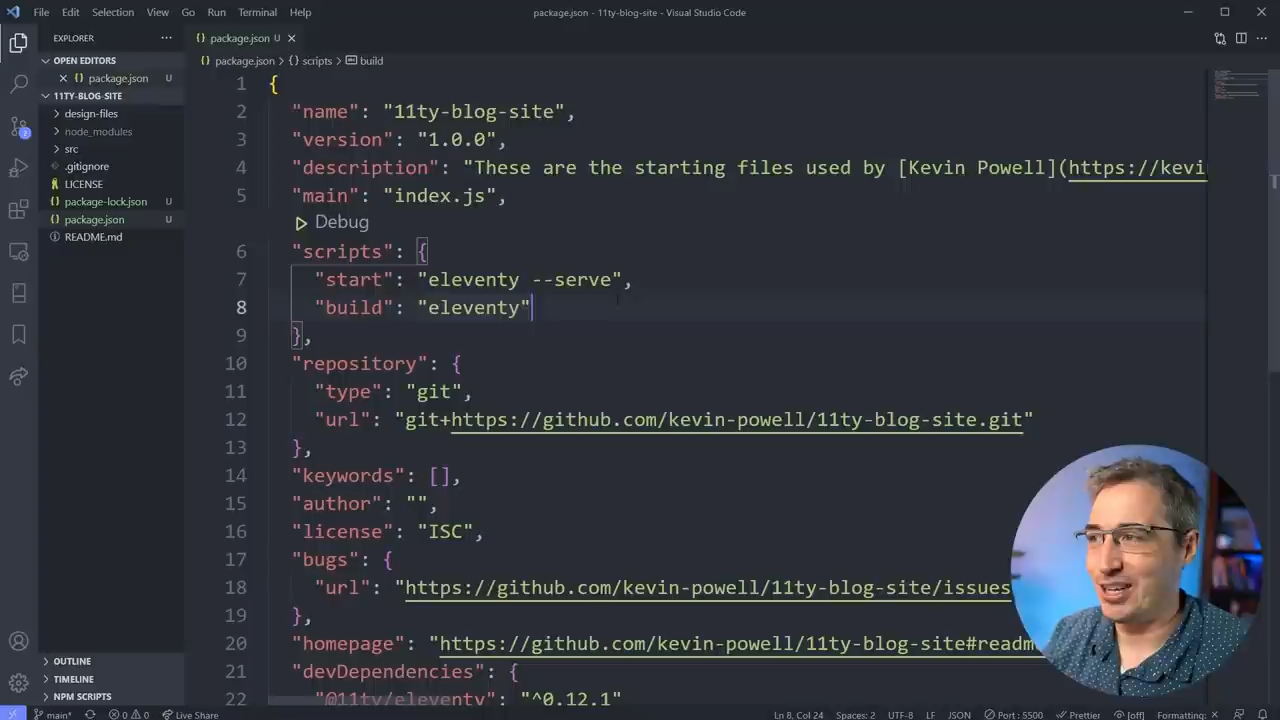 File Edit Selection View Go Run Terminal Help
package.json - 11ty-blog-site - Visual Studio Code
EXPLORER
OPEN EDITORS
package.json U
11TY-BLOG-SITE
design-files
node_modules
src
.gitignore
LICENSE
package-lock.json U
package.json U
README.md
OUTLINE
TIMELINE
NPM SCRIPTS
2
package.json U
package.json > {} scripts > build
1 {
2 "name": "11ty-blog-site",
3 "version": "1.0.0",
4 "description": "These are the starting files used by [Kevin Powell](https://kevi
5 "main": "index.js",
Debug
6 "scripts": {
7 "start": "eleventy --serve",
8 "build": "eleventy"
9 },
10 "repository": {
11 "type": "git",
12 "url": "git+https://github.com/kevin-powell/11ty-blog-site.git"
13 },
14 "keywords": [],
15 "author": "",
16 "license": "ISC",
17 "bugs": {
18 "url": "https://github.com/kevin-powell/11ty-blog-site/issues
19 },
20 "homepage": "https://github.com/kevin-powell/11ty-blog-site#readm
21 "devDependencies": {
22 "@11ty/eleventy": "^0.12.1"
main* 0 0 Live Share Ln 8, Col 24 Spaces: 2 UTF-8 LF JSON Port : 5500 Prettier [off] Formatting: ×